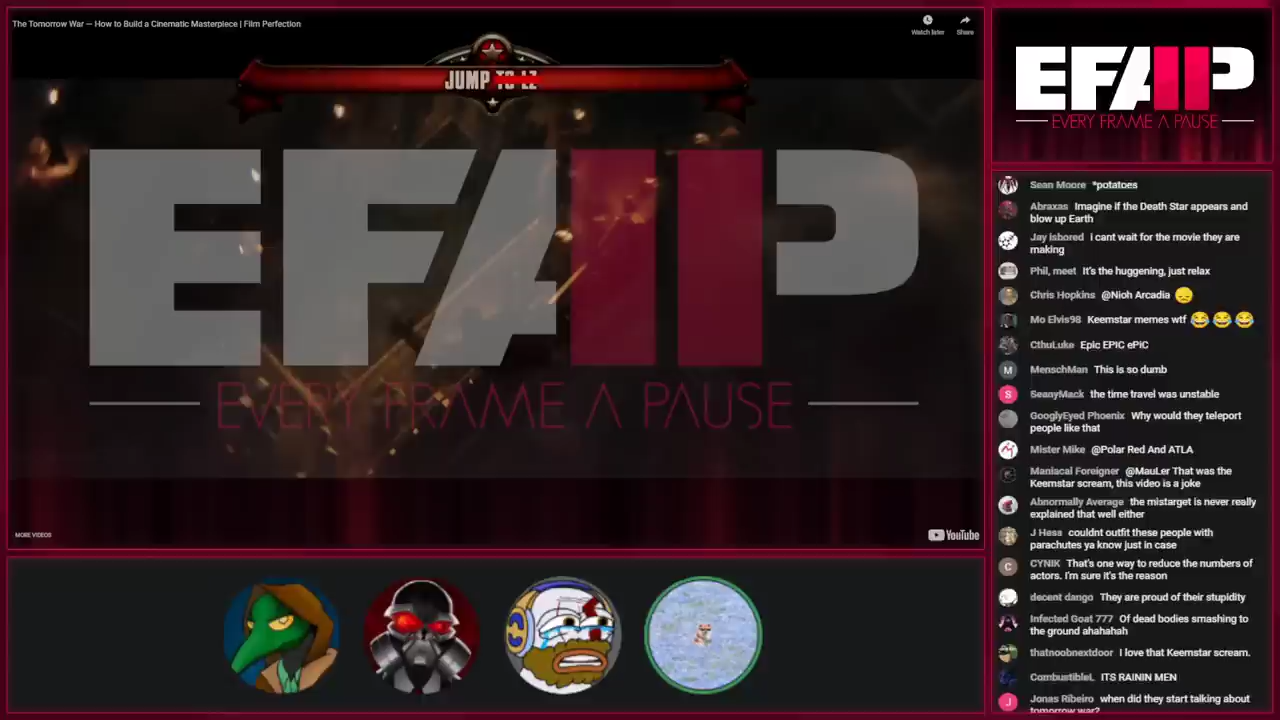 The Tomorrow War — How to Build a Cinematic Masterpiece | Film Perfection
Watch later
Share
JUMP TO LZ
EFAP
EVERY FRAME A PAUSE
MORE VIDEOS
YouTube
EFAP
EVERY FRAME A PAUSE
Sean Moore *potatoes
Abraxas Imagine if the Death Star appears and
blow up Earth
Jay isbored i cant wait for the movie they are
making
Phil, meet It's the huggening, just relax
Chris Hopkins @Nioh Arcadia 😔
Mo Elvis98 Keemstar memes wtf 😂 😂 😂
CthuLuke Epic EPIC ePiC
M
MenschMan This is so dumb
S
SeanyMack the time travel was unstable
GooglyEyed Phoenix Why would they teleport
people like that
Mister Mike @Polar Red And ATLA
Maniacal Foreigner @MauLer That was the
Keemstar scream, this video is a joke
Abnormally Average the mistarget is never really
explained that well either
J Hess couldnt outfit these people with
parachutes ya know just in case
C
CYNIK That's one way to reduce the numbers of
actors. I'm sure it's the reason
decent dango They are proud of their stupidity
Infected Goat 777 Of dead bodies smashing to
the ground ahahahah
thatnoobnextdoor I love that Keemstar scream.
CombustibleL ITS RAININ MEN
J
Jonas Ribeiro when did they start talking about
tomorrow war?